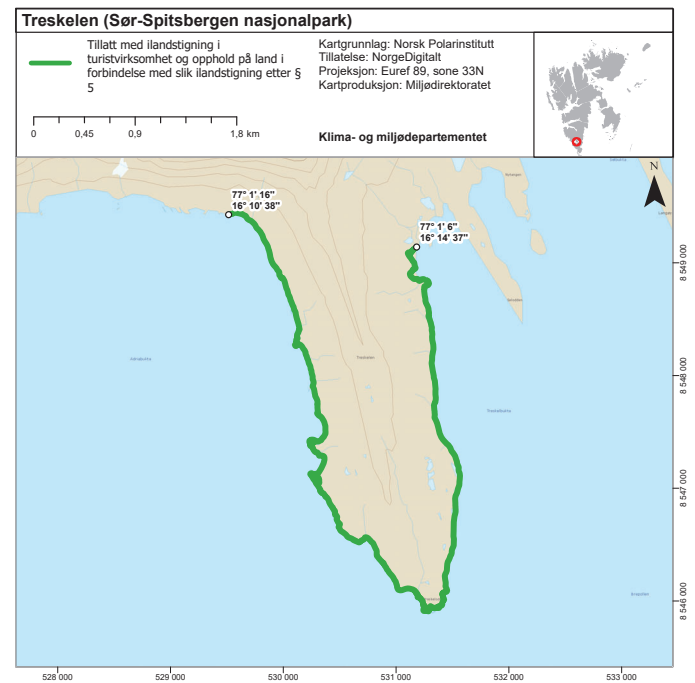 Treskelen (Sør-Spitsbergen nasjonalpark)
Tillatt med ilandstigning i
turistvirksomhet og opphold på land i
forbindelse med slik ilandstigning etter §
5
Kartgrunnlag: Norsk Polarinstitutt
Tillatelse: NorgeDigitalt
Projeksjon: Euref 89, sone 33N
Kartproduksjon: Miljødirektoratet
0 0,45 0,9 1,8 km
Klima- og miljødepartementet
N
77° 1' 16"
16° 10' 38"
77° 1' 6"
16° 14' 37"
Treskelen
8 549 000
8 548 000
8 547 000
8 546 000
528 000 529 000 530 000 531 000 532 000 533 000